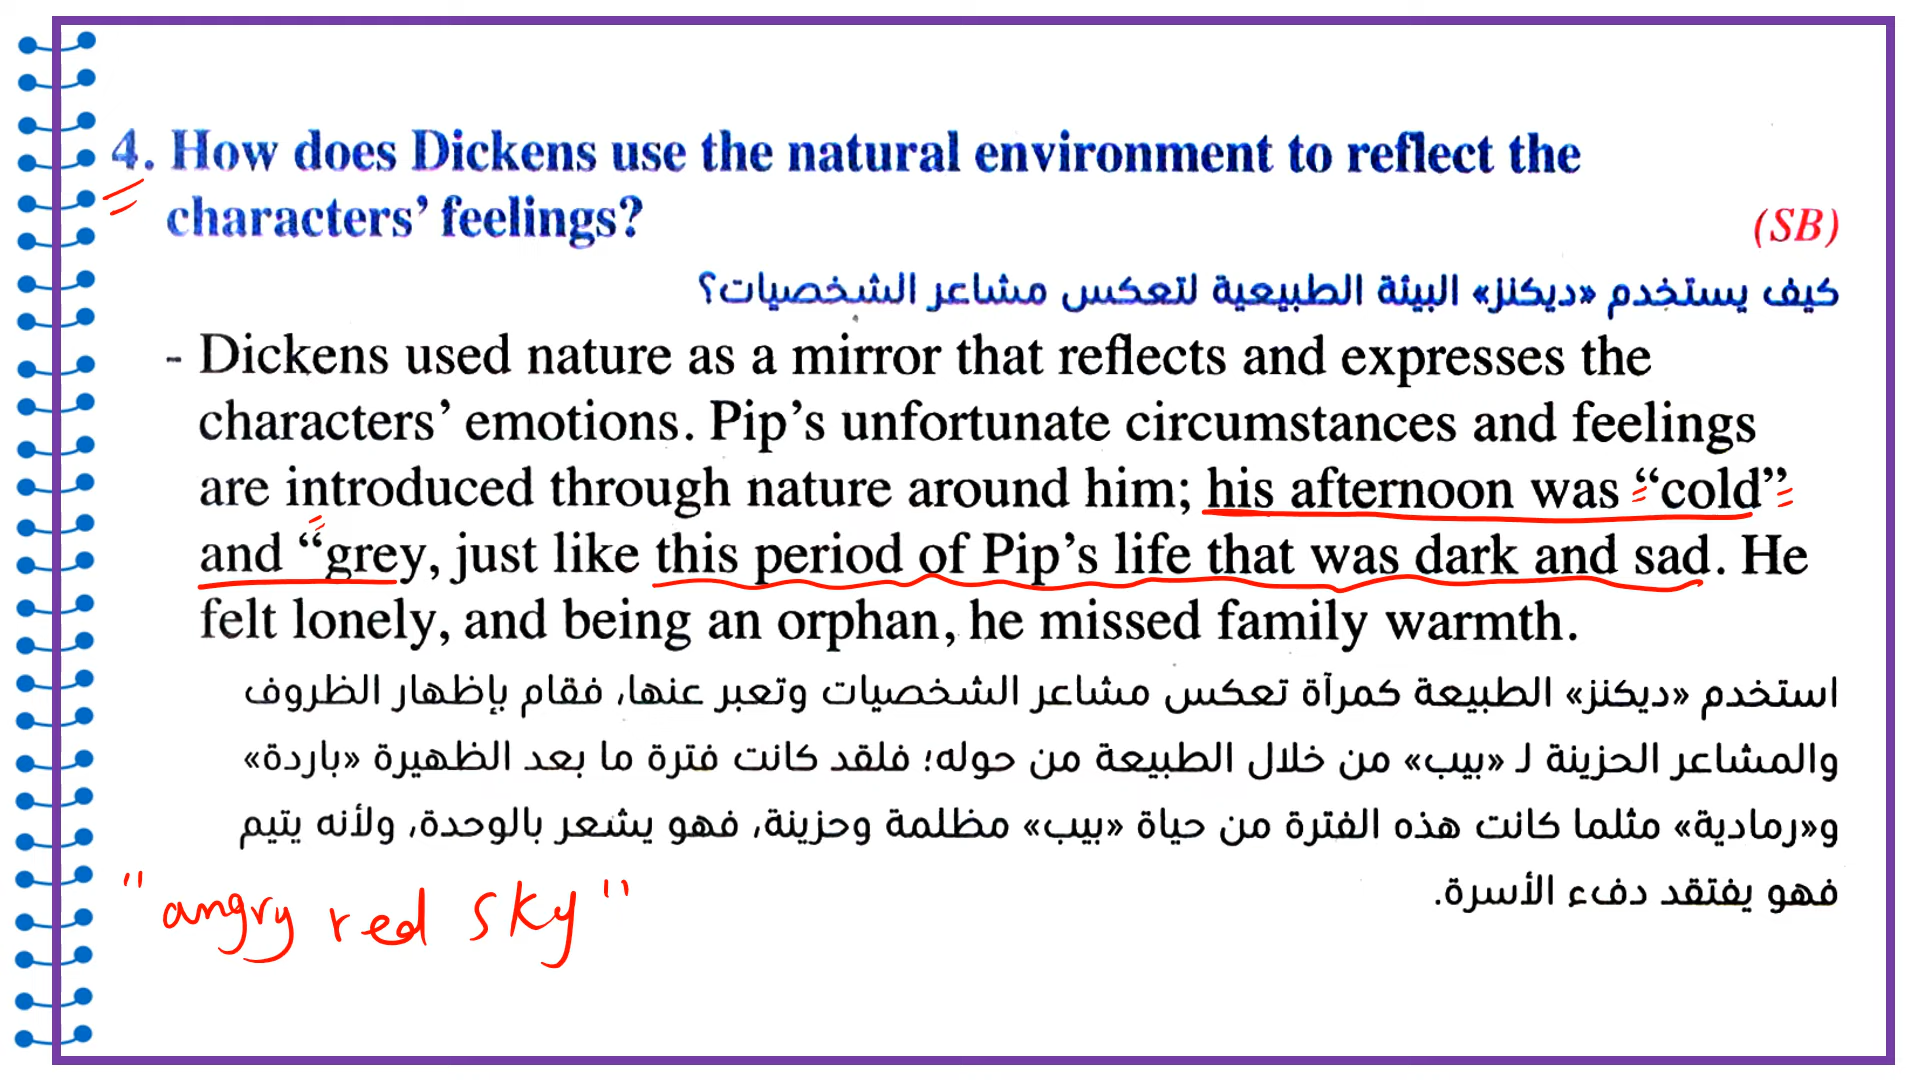 4. How does Dickens use the natural environment to reflect the
characters’ feelings?
(SB)
كيف يستخدم «ديكنز» البيئة الطبيعية لتعكس مشاعر الشخصيات؟
- Dickens used nature as a mirror that reflects and expresses the
characters’ emotions. Pip’s unfortunate circumstances and feelings
are introduced through nature around him; his afternoon was “cold”
and “grey, just like this period of Pip’s life that was dark and sad. He
felt lonely, and being an orphan, he missed family warmth.
استخدم «ديكنز» الطبيعة كمرآة تعكس مشاعر الشخصيات وتعبر عنها، فقام بإظهار الظروف
والمشاعر الحزينة لـ «بيب» من خلال الطبيعة من حوله؛ فلقد كانت فترة ما بعد الظهيرة «باردة»
و«رمادية» مثلما كانت هذه الفترة من حياة «بيب» مظلمة وحزينة، فهو يشعر بالوحدة، ولأنه يتيم
فهو يفتقد دفء الأسرة.
"angry red sky"